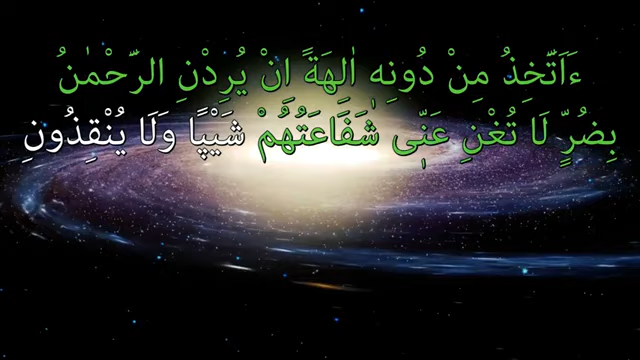 ءَاَتَّخِذُ مِنْ دُونِهٖ اٰلِهَةً اِنْ يُرِدْنِ الرَّحْمٰنُ
بِضُرٍّ لَا تُغْنِ عَنّٖى شَفَاعَتُهُمْ شَيْپًا وَلَا يُنْقِذُونِ